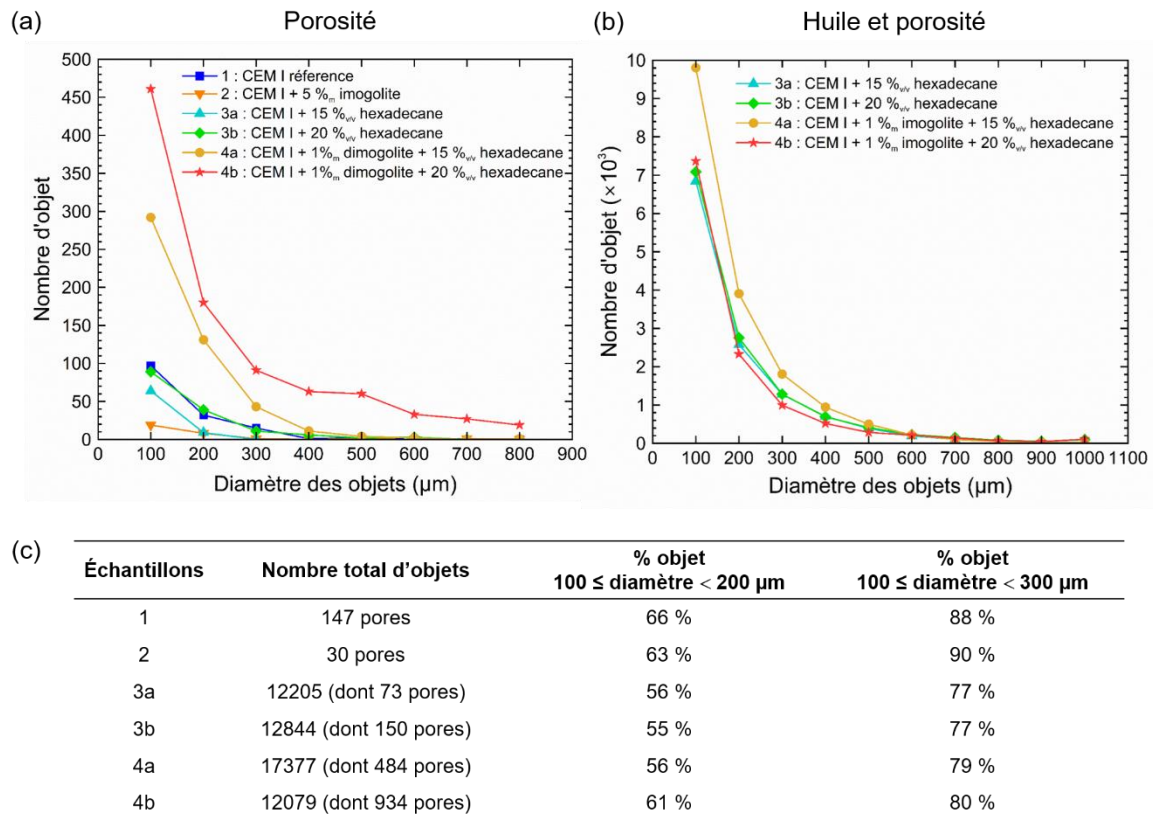 (a)
Porosité
500
450
400
350
300
250
200
150
100
50
0
Nombre d'objet
1 : CEM I réference
2 : CEM I + 5 %m imogolite
3a : CEM I + 15 %v/v hexadecane
3b : CEM I + 20 %v/v hexadecane
4a : CEM I + 1%m dimogolite + 15 %v/v hexadecane
4b : CEM I + 1%m dimogolite + 20 %v/v hexadecane
0 100 200 300 400 500 600 700 800 900
Diamètre des objets (µm)
(b)
Huile et porosité
10
9
8
7
6
5
4
3
2
1
0
Nombre d'objet (×10³)
3a : CEM I + 15 %v/v hexadecane
3b : CEM I + 20 %v/v hexadecane
4a : CEM I + 1 %m imogolite + 15 %v/v hexadecane
4b : CEM I + 1 %m imogolite + 20 %v/v hexadecane
0 100 200 300 400 500 600 700 800 900 1000 1100
Diamètre des objets (µm)
(c)
Échantillons Nombre total d'objets % objet 100 ≤ diamètre < 200 µm % objet 100 ≤ diamètre < 300 µm
1 147 pores 66 % 88 %
2 30 pores 63 % 90 %
3a 12205 (dont 73 pores) 56 % 77 %
3b 12844 (dont 150 pores) 55 % 77 %
4a 17377 (dont 484 pores) 56 % 79 %
4b 12079 (dont 934 pores) 61 % 80 %